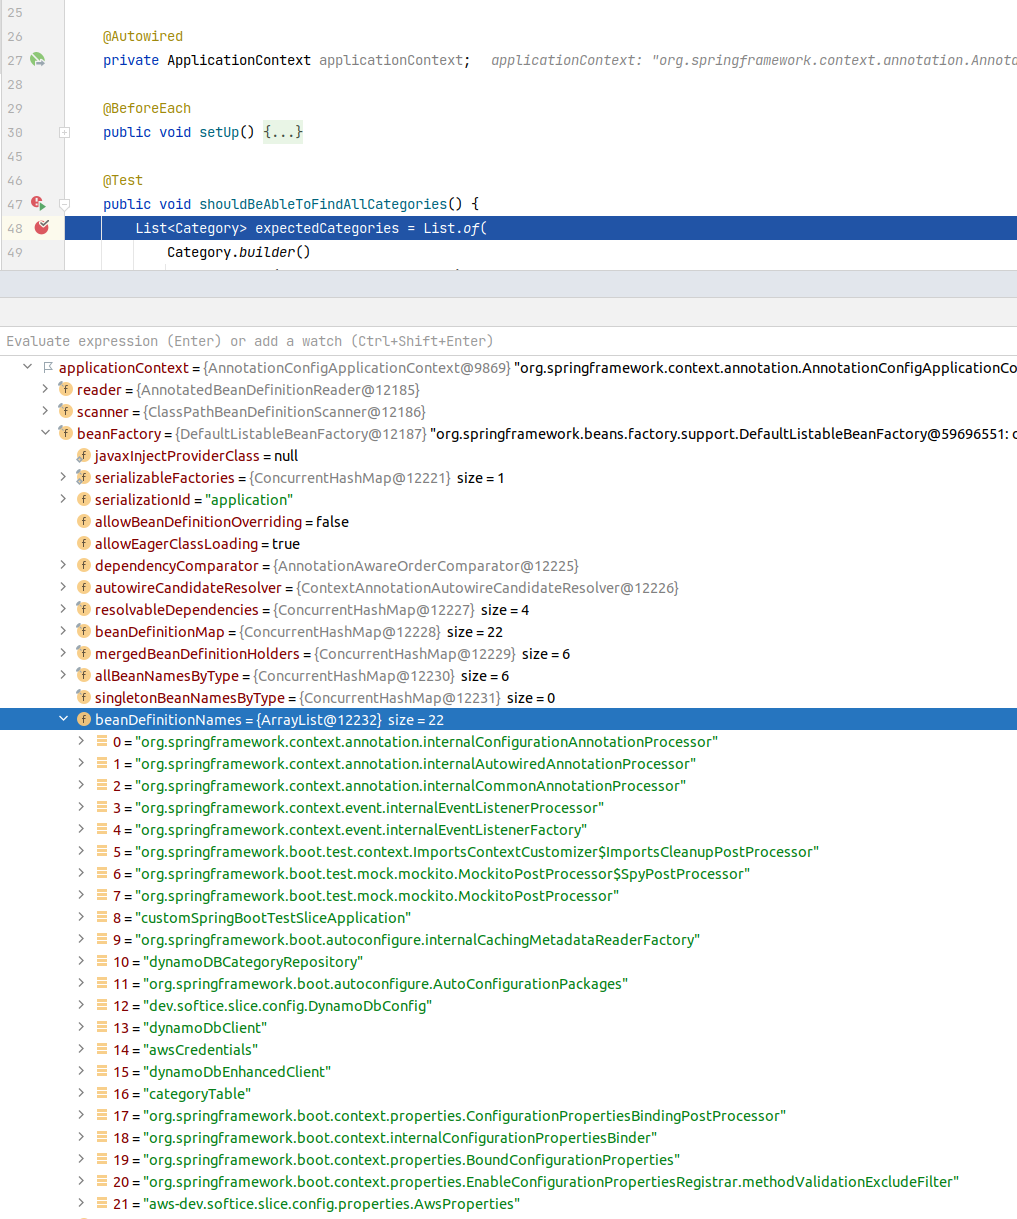 25
26 @Autowired
27 private ApplicationContext applicationContext; applicationContext: "org.springframework.context.annotation.Annota
28
29 @BeforeEach
30 public void setUp() {...}
45
46 @Test
47 public void shouldBeAbleToFindAllCategories() {
48 List<Category> expectedCategories = List.of(
49 Category.builder()
Evaluate expression (Enter) or add a watch (Ctrl+Shift+Enter)
applicationContext = {AnnotationConfigApplicationContext@9869} "org.springframework.context.annotation.AnnotationConfigApplicationCo
reader = {AnnotatedBeanDefinitionReader@12185}
scanner = {ClassPathBeanDefinitionScanner@12186}
beanFactory = {DefaultListableBeanFactory@12187} "org.springframework.beans.factory.support.DefaultListableBeanFactory@59696551: c
javaxInjectProviderClass = null
serializableFactories = {ConcurrentHashMap@12221} size = 1
serializationId = "application"
allowBeanDefinitionOverriding = false
allowEagerClassLoading = true
dependencyComparator = {AnnotationAwareOrderComparator@12225}
autowireCandidateResolver = {ContextAnnotationAutowireCandidateResolver@12226}
resolvableDependencies = {ConcurrentHashMap@12227} size = 4
beanDefinitionMap = {ConcurrentHashMap@12228} size = 22
mergedBeanDefinitionHolders = {ConcurrentHashMap@12229} size = 6
allBeanNamesByType = {ConcurrentHashMap@12230} size = 6
singletonBeanNamesByType = {ConcurrentHashMap@12231} size = 0
beanDefinitionNames = {ArrayList@12232} size = 22
0 = "org.springframework.context.annotation.internalConfigurationAnnotationProcessor"
1 = "org.springframework.context.annotation.internalAutowiredAnnotationProcessor"
2 = "org.springframework.context.annotation.internalCommonAnnotationProcessor"
3 = "org.springframework.context.event.internalEventListenerProcessor"
4 = "org.springframework.context.event.internalEventListenerFactory"
5 = "org.springframework.boot.test.context.ImportsContextCustomizer$ImportsCleanupPostProcessor"
6 = "org.springframework.boot.test.mock.mockito.MockitoPostProcessor$SpyPostProcessor"
7 = "org.springframework.boot.test.mock.mockito.MockitoPostProcessor"
8 = "customSpringBootTestSliceApplication"
9 = "org.springframework.boot.autoconfigure.internalCachingMetadataReaderFactory"
10 = "dynamoDBCategoryRepository"
11 = "org.springframework.boot.autoconfigure.AutoConfigurationPackages"
12 = "dev.softice.slice.config.DynamoDbConfig"
13 = "dynamoDbClient"
14 = "awsCredentials"
15 = "dynamoDbEnhancedClient"
16 = "categoryTable"
17 = "org.springframework.boot.context.properties.ConfigurationPropertiesBindingPostProcessor"
18 = "org.springframework.boot.context.internalConfigurationPropertiesBinder"
19 = "org.springframework.boot.context.properties.BoundConfigurationProperties"
20 = "org.springframework.boot.context.properties.EnableConfigurationPropertiesRegistrar.methodValidationExcludeFilter"
21 = "aws-dev.softice.slice.config.properties.AwsProperties"